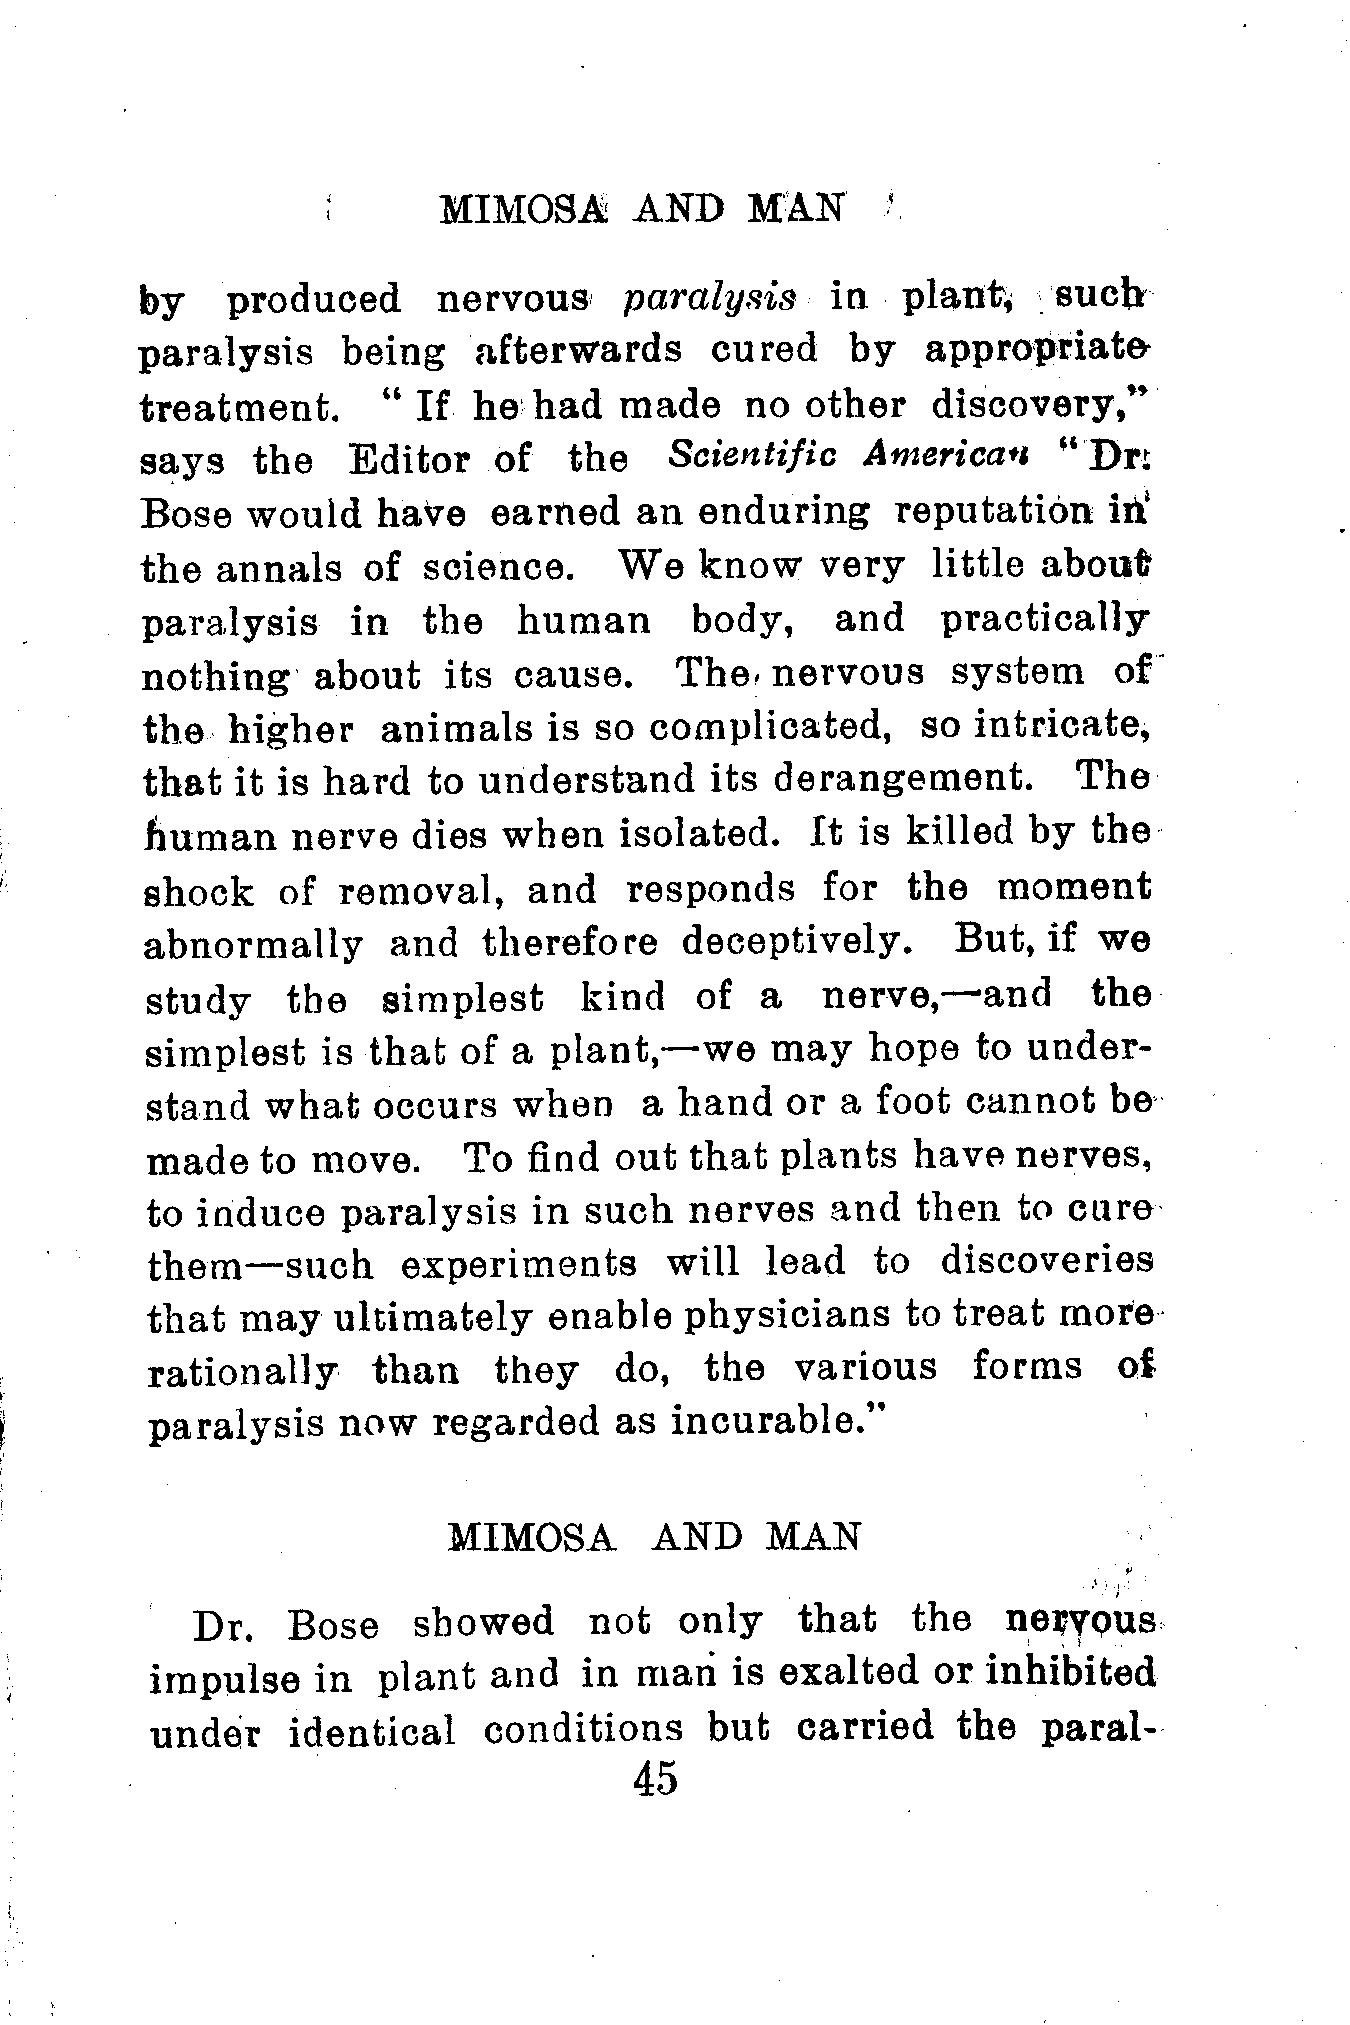 MIMOSA AND MAN
by produced nervous paralysis in plant, such
paralysis being afterwards cured by appropriate
treatment. “ If he had made no other discovery,”
says the Editor of the Scientific American “ Dr.
Bose would have earned an enduring reputation in
the annals of science. We know very little about
paralysis in the human body, and practically
nothing about its cause. The nervous system of
the higher animals is so complicated, so intricate,
that it is hard to understand its derangement. The
human nerve dies when isolated. It is killed by the
shock of removal, and responds for the moment
abnormally and therefore deceptively. But, if we
study the simplest kind of a nerve,—and the
simplest is that of a plant,—we may hope to under-
stand what occurs when a hand or a foot cannot be
made to move. To find out that plants have nerves,
to induce paralysis in such nerves and then to cure
them—such experiments will lead to discoveries
that may ultimately enable physicians to treat more
rationally than they do, the various forms of
paralysis now regarded as incurable.”
MIMOSA AND MAN
Dr. Bose showed not only that the nervous
impulse in plant and in man is exalted or inhibited
under identical conditions but carried the paral-
45